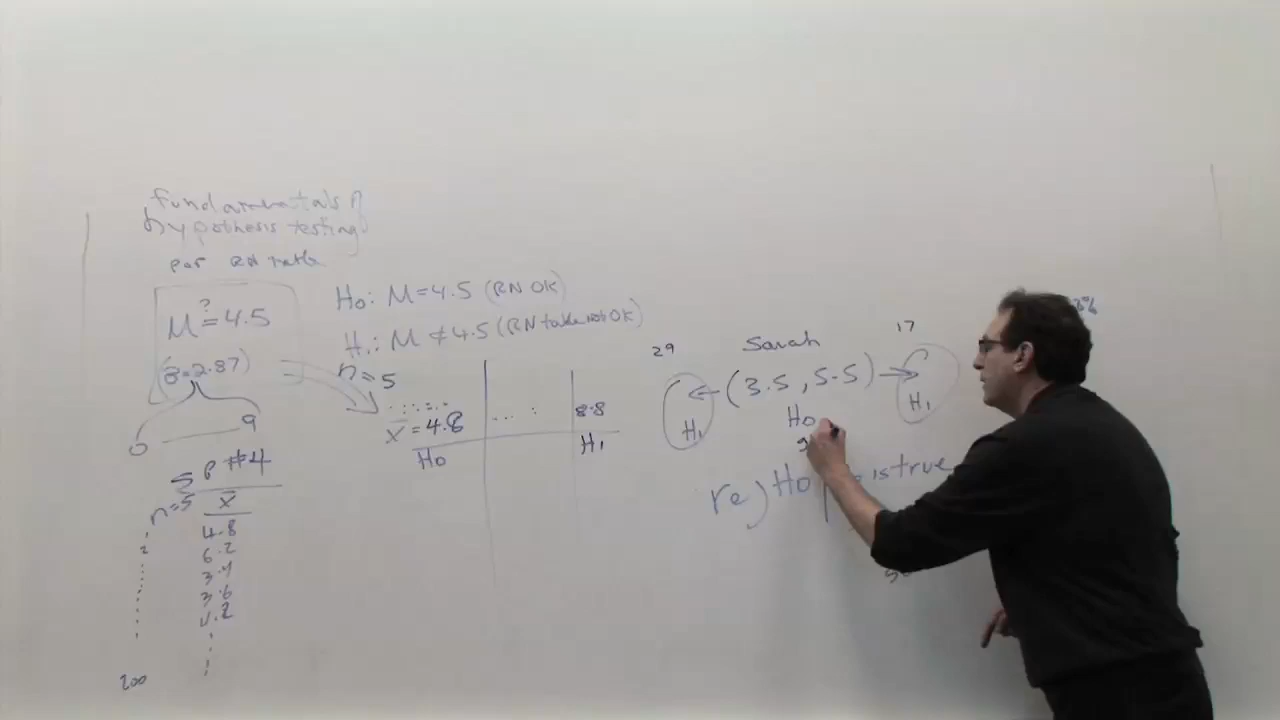 fundamentals of
hypothesis testing
pop RN table
M ?= 4.5
(σ=2.87)
0
9
SP #4
n=5
x̄
4.8
6.2
3.4
3.6
4.2
200
H0: M=4.5 (RN OK)
H1: M≠4.5 (RN table not OK)
n=5
x̄ = 4.8
H0
8.8
H1
Sarah
29
← (3.5, 5.5) →
17
H1
H0
H1
rej H0 | is true